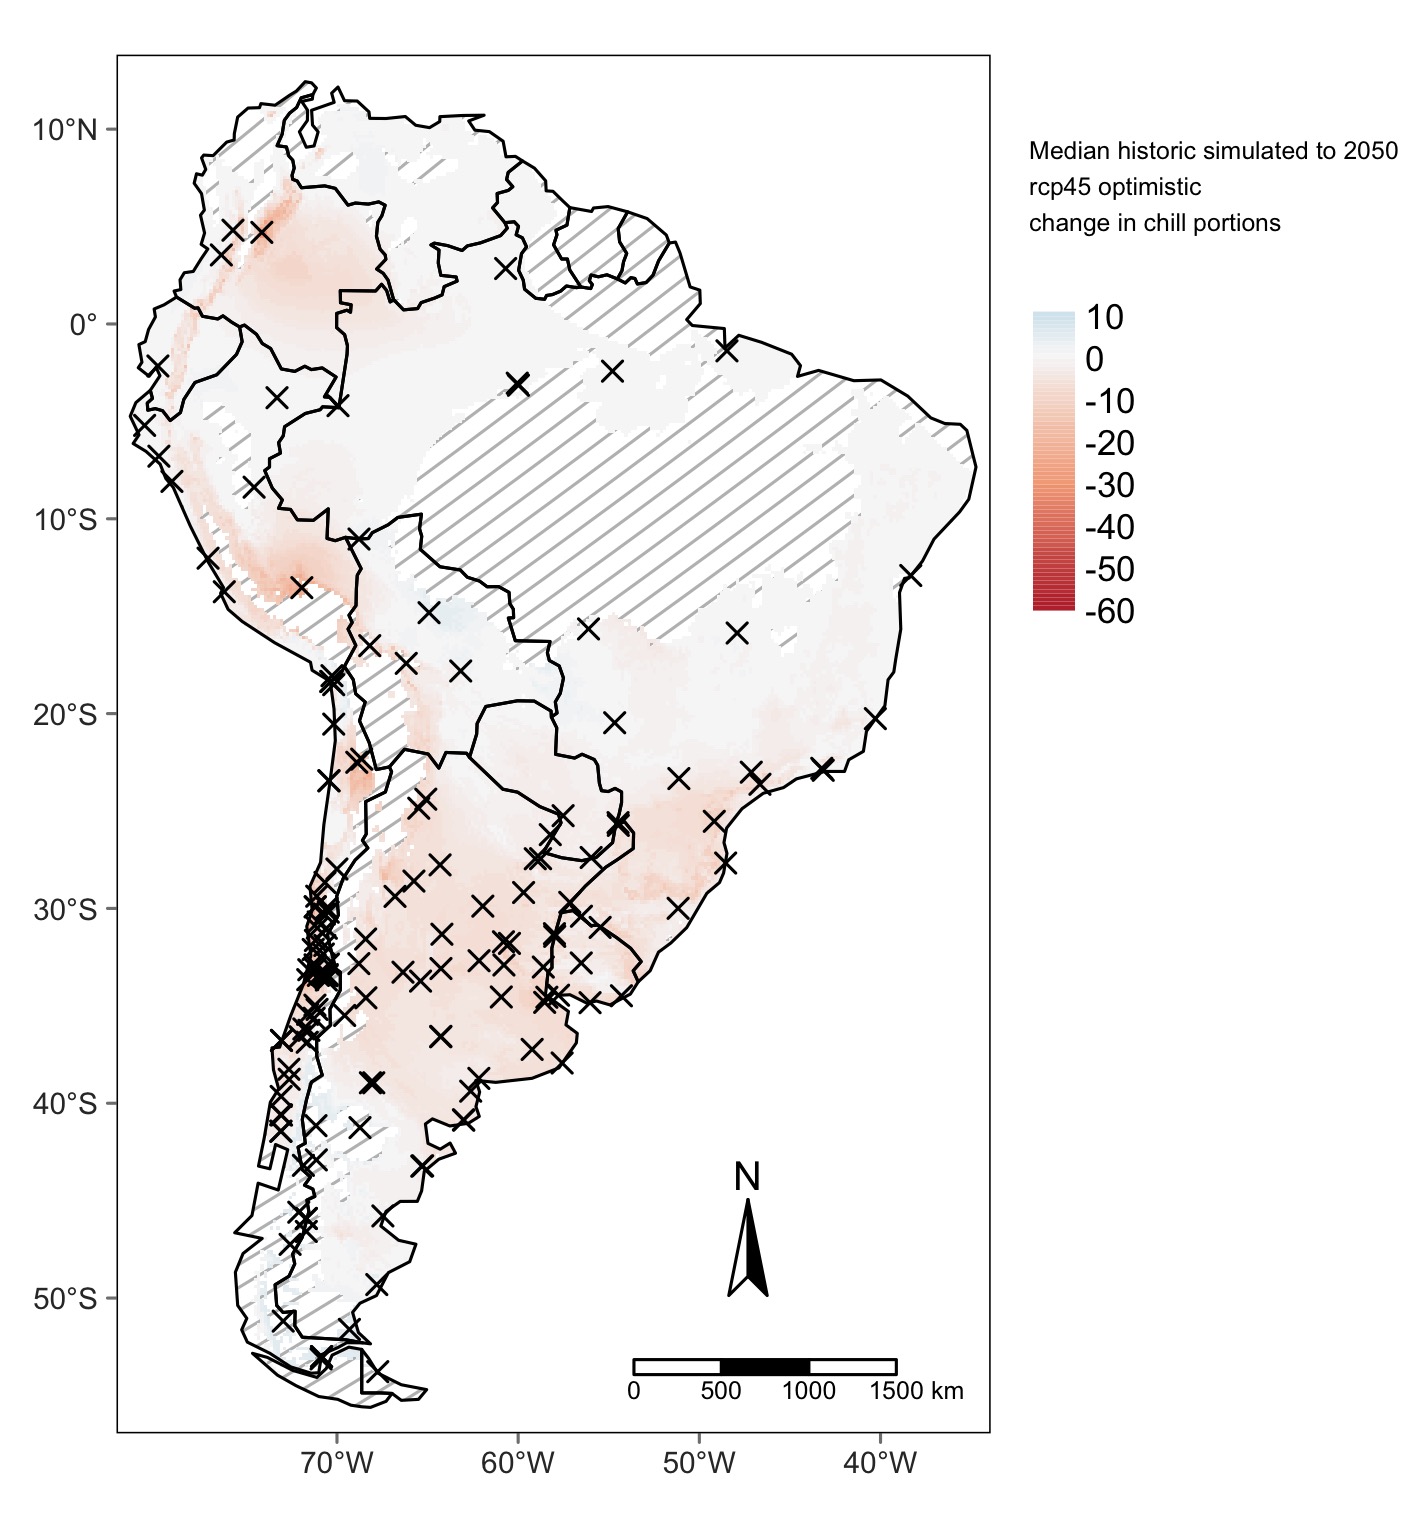 Median historic simulated to 2050
rcp45 optimistic
change in chill portions
10
0
-10
-20
-30
-40
-50
-60
10°N
0°
10°S
20°S
30°S
40°S
50°S
N
0 500 1000 1500 km
70°W 60°W 50°W 40°W